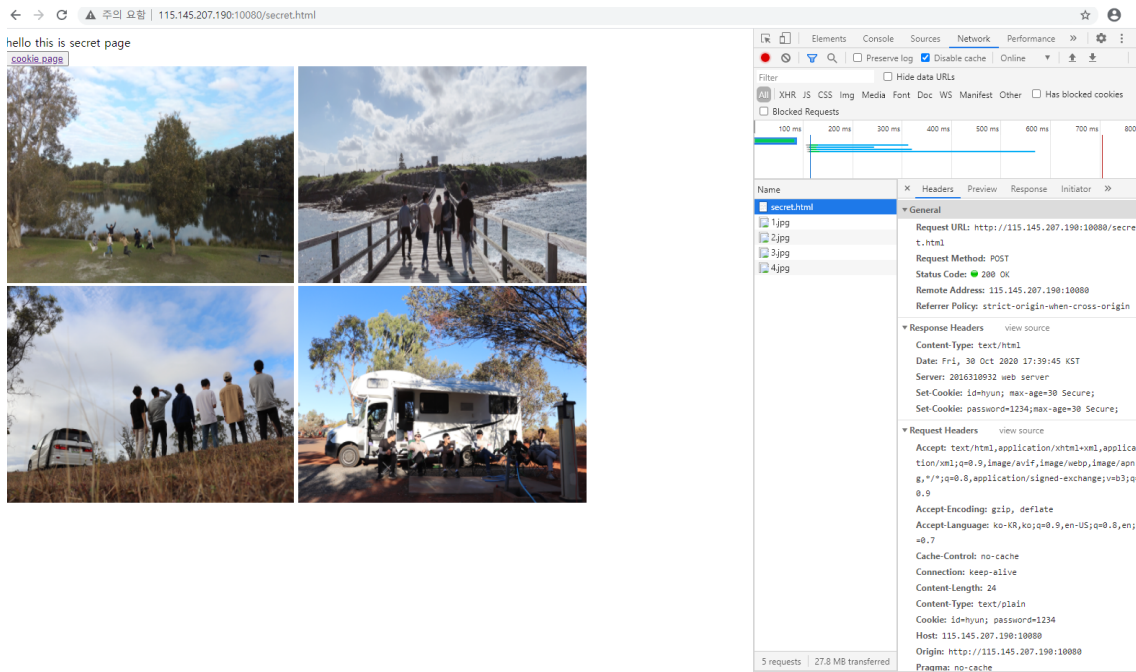 주의 요함 115.145.207.190:10080/secret.html
hello this is secret page
cookie page
Elements Console Sources Network Performance »
Preserve log Disable cache Online
Filter Hide data URLs
All XHR JS CSS Img Media Font Doc WS Manifest Other Has blocked cookies
Blocked Requests
100 ms 200 ms 300 ms 400 ms 500 ms 600 ms 700 ms 800
Name
secret.html
1.jpg
2.jpg
3.jpg
4.jpg
5 requests 27.8 MB transferred
× Headers Preview Response Initiator »
General
Request URL: http://115.145.207.190:10080/secre
t.html
Request Method: POST
Status Code: 200 OK
Remote Address: 115.145.207.190:10080
Referrer Policy: strict-origin-when-cross-origin
Response Headers view source
Content-Type: text/html
Date: Fri, 30 Oct 2020 17:39:45 KST
Server: 2016310932 web server
Set-Cookie: id=hyun; max-age=30 Secure;
Set-Cookie: password=1234;max-age=30 Secure;
Request Headers view source
Accept: text/html,application/xhtml+xml,applica
tion/xml;q=0.9,image/avif,image/webp,image/apn
g,*/*;q=0.8,application/signed-exchange;v=b3;q=
0.9
Accept-Encoding: gzip, deflate
Accept-Language: ko-KR,ko;q=0.9,en-US;q=0.8,en;
=0.7
Cache-Control: no-cache
Connection: keep-alive
Content-Length: 24
Content-Type: text/plain
Cookie: id=hyun; password=1234
Host: 115.145.207.190:10080
Origin: http://115.145.207.190:10080
Pragma: no-cache